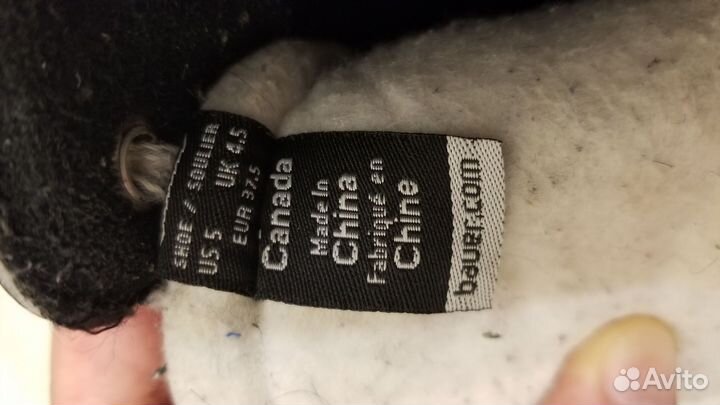 SHOE / SOULIER
US 5 UK 4.5
EUR 37.5
Canada
Made In
China
Fabriqué en
Chine
bauer.com
Avito